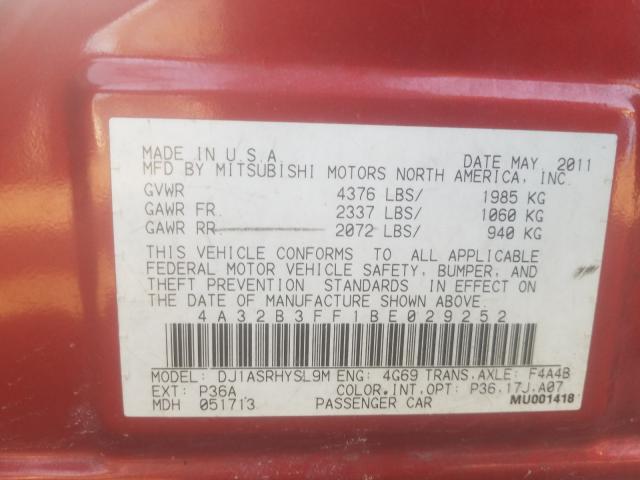 MADE IN U.S.A. DATE MAY, 2011
MFD BY MITSUBISHI MOTORS NORTH AMERICA, INC.
GVWR 4376 LBS/ 1985 KG
GAWR FR. 2337 LBS/ 1060 KG
GAWR RR. 2072 LBS/ 940 KG
THIS VEHICLE CONFORMS TO ALL APPLICABLE
FEDERAL MOTOR VEHICLE SAFETY, BUMPER, AND
THEFT PREVENTION STANDARDS IN EFFECT ON
THE DATE OF MANUFACTURE SHOWN ABOVE.
4A32B3FF1BE029252
MODEL: DJ1ASRHYSL9M ENG: 4G69 TRANS.AXLE: F4A4B
EXT: P36A COLOR.INT.OPT: P36.17J.A07
MDH 051713 PASSENGER CAR MU001418